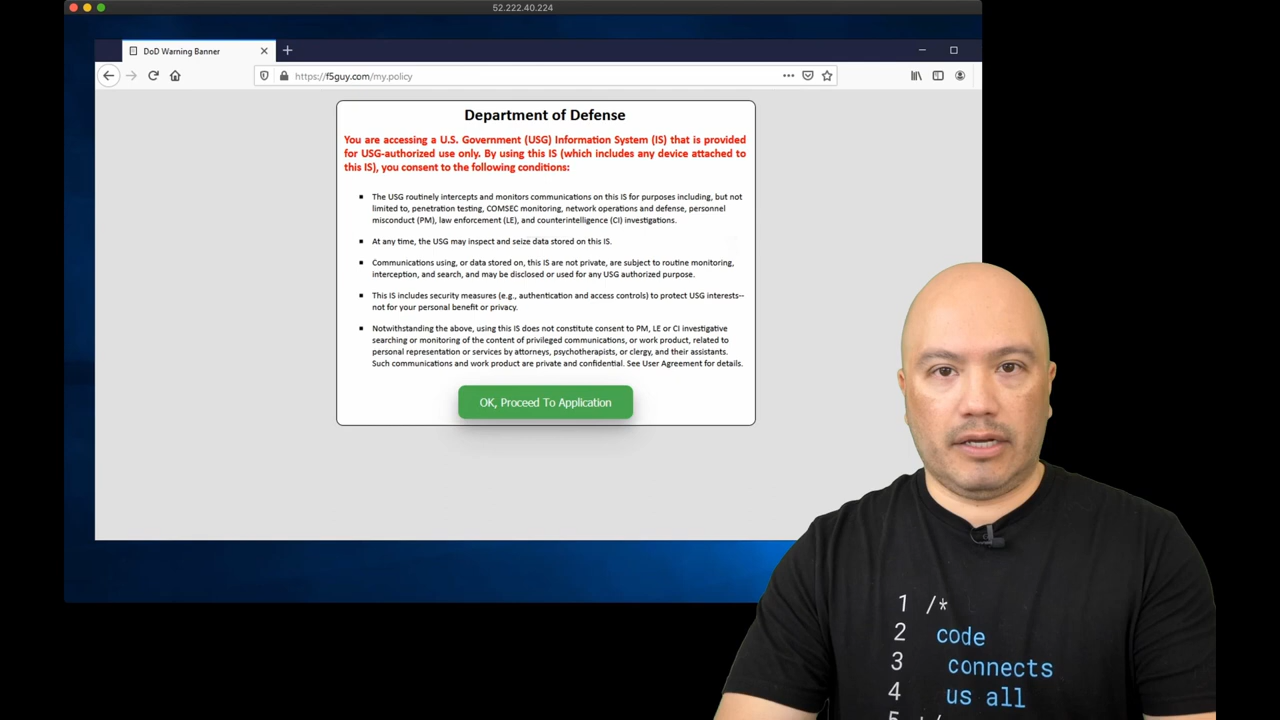 52.222.40.224
DoD Warning Banner
https://f5guy.com/my.policy
Department of Defense
You are accessing a U.S. Government (USG) Information System (IS) that is provided
for USG-authorized use only. By using this IS (which includes any device attached to
this IS), you consent to the following conditions:
The USG routinely intercepts and monitors communications on this IS for purposes including, but not
limited to, penetration testing, COMSEC monitoring, network operations and defense, personnel
misconduct (PM), law enforcement (LE), and counterintelligence (CI) investigations.
At any time, the USG may inspect and seize data stored on this IS.
Communications using, or data stored on, this IS are not private, are subject to routine monitoring,
interception, and search, and may be disclosed or used for any USG authorized purpose.
This IS includes security measures (e.g., authentication and access controls) to protect USG interests--
not for your personal benefit or privacy.
Notwithstanding the above, using this IS does not constitute consent to PM, LE or CI investigative
searching or monitoring of the content of privileged communications, or work product, related to
personal representation or services by attorneys, psychotherapists, or clergy, and their assistants.
Such communications and work product are private and confidential. See User Agreement for details.
OK, Proceed To Application
1 /*
2 code
3 connects
4 us all
5 */